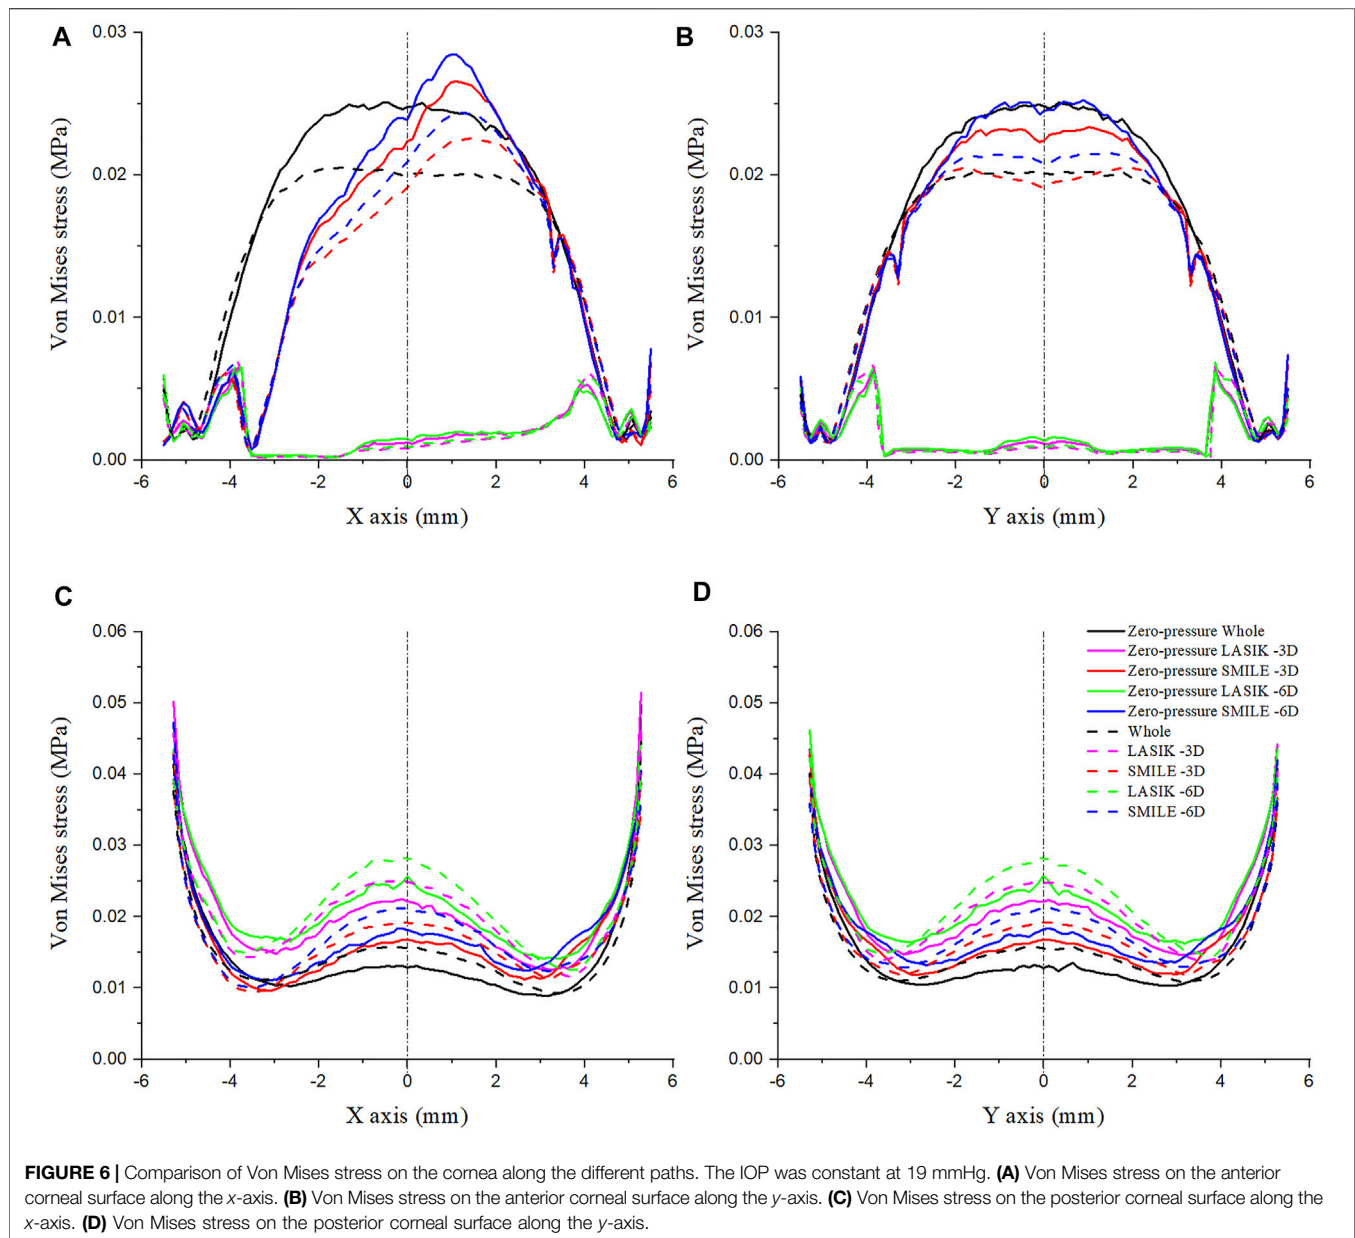 A
0.03
0.02
0.01
0.00
Von Mises stress (MPa)
-6 -4 -2 0 2 4 6
X axis (mm)
B
0.03
0.02
0.01
0.00
Von Mises stress (MPa)
-6 -4 -2 0 2 4 6
Y axis (mm)
C
0.06
0.05
0.04
0.03
0.02
0.01
0.00
Von Mises stress (MPa)
-6 -4 -2 0 2 4 6
X axis (mm)
D
0.06
0.05
0.04
0.03
0.02
0.01
0.00
Von Mises stress (MPa)
-6 -4 -2 0 2 4 6
Y axis (mm)
Zero-pressure Whole
Zero-pressure LASIK -3D
Zero-pressure SMILE -3D
Zero-pressure LASIK -6D
Zero-pressure SMILE -6D
Whole
LASIK -3D
SMILE -3D
LASIK -6D
SMILE -6D
FIGURE 6 | Comparison of Von Mises stress on the cornea along the different paths. The IOP was constant at 19 mmHg. (A) Von Mises stress on the anterior
corneal surface along the x-axis. (B) Von Mises stress on the anterior corneal surface along the y-axis. (C) Von Mises stress on the posterior corneal surface along the
x-axis. (D) Von Mises stress on the posterior corneal surface along the y-axis.